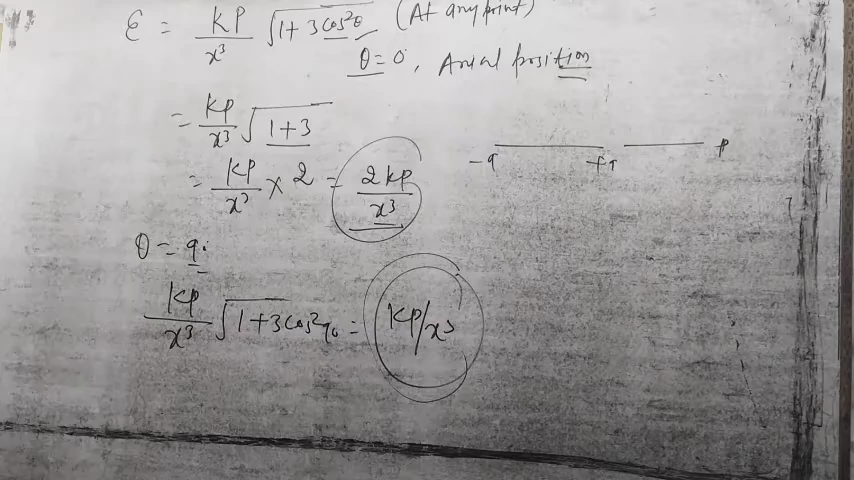 ε = KP/x³ √1+3cos²θ (At any point)
θ=0, Axial position
= KP/x³ √1+3
= KP/x³ × 2 = 2KP/x³
-q +q P
θ = 90
KP/x³ √1+3cos²90 = KP/x³